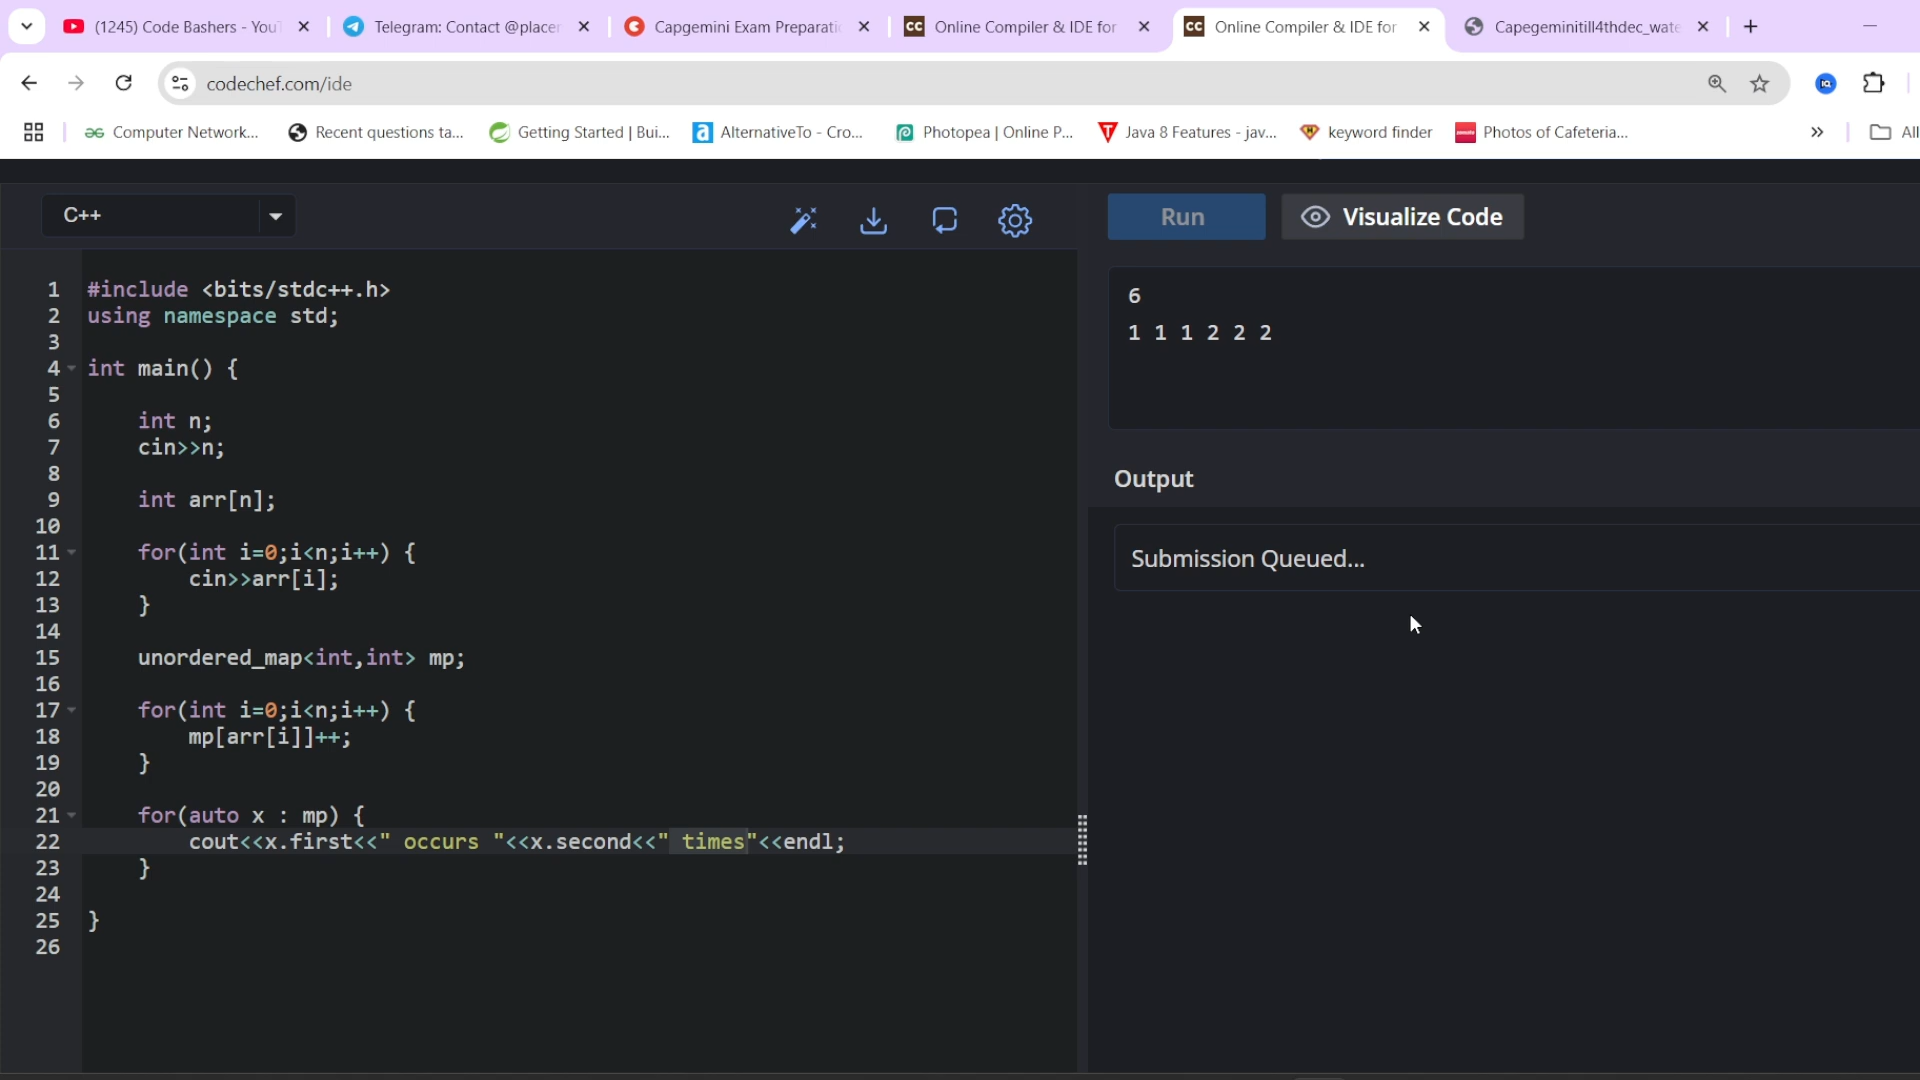 (1245) Code Bashers - You
Telegram: Contact @placer
Capgemini Exam Preparati
Online Compiler & IDE for
Online Compiler & IDE for
Capegeminitill4thdec_wate
codechef.com/ide
Computer Network...
Recent questions ta...
Getting Started | Bui...
AlternativeTo - Cro...
Photopea | Online P...
Java 8 Features - jav...
keyword finder
Photos of Cafeteria...
All
C++
Run
Visualize Code
1 #include <bits/stdc++.h>
2 using namespace std;
3
4 int main() {
5
6 int n;
7 cin>>n;
8
9 int arr[n];
10
11 for(int i=0;i<n;i++) {
12 cin>>arr[i];
13 }
14
15 unordered_map<int,int> mp;
16
17 for(int i=0;i<n;i++) {
18 mp[arr[i]]++;
19 }
20
21 for(auto x : mp) {
22 cout<<x.first<<" occurs "<<x.second<<" times"<<endl;
23 }
24
25 }
26
6
1 1 1 2 2 2
Output
Submission Queued...